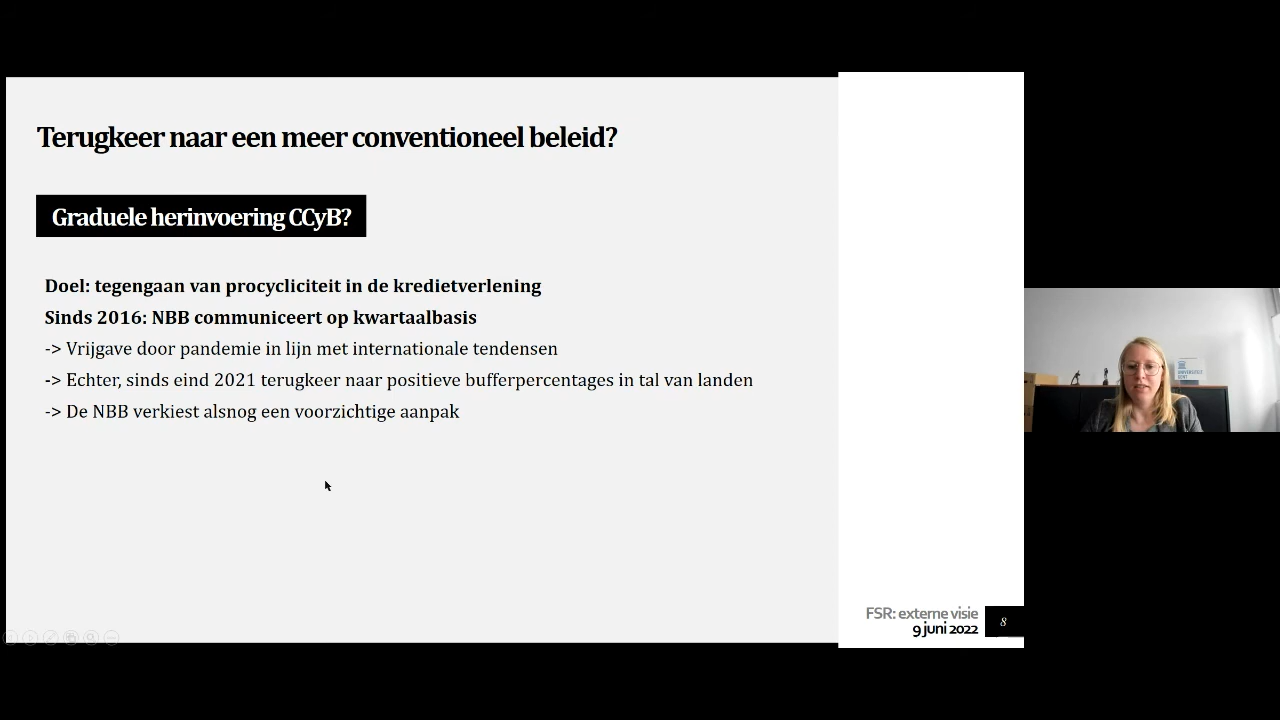 Terugkeer naar een meer conventioneel beleid?
Graduele herinvoering CCyB?
Doel: tegengaan van procycliciteit in de kredietverlening
Sinds 2016: NBB communiceert op kwartaalbasis
-> Vrijgave door pandemie in lijn met internationale tendensen
-> Echter, sinds eind 2021 terugkeer naar positieve bufferpercentages in tal van landen
-> De NBB verkiest alsnog een voorzichtige aanpak
UNIVERSITEIT
GENT
FSR: externe visie
9 juni 2022
8